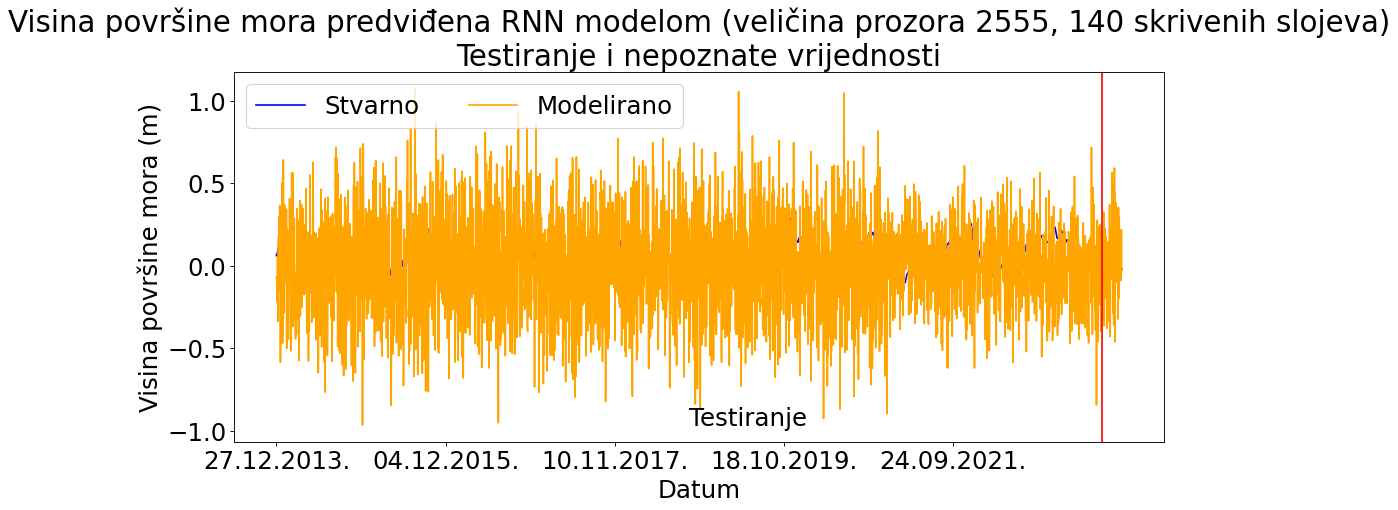 Visina površine mora predviđena RNN modelom (veličina prozora 2555, 140 skrivenih slojeva)
Testiranje i nepoznate vrijednosti
Stvarno
Modelirano
Visina površine mora (m)
1.0
0.5
0.0
−0.5
−1.0
Testiranje
27.12.2013.
04.12.2015.
10.11.2017.
18.10.2019.
24.09.2021.
Datum